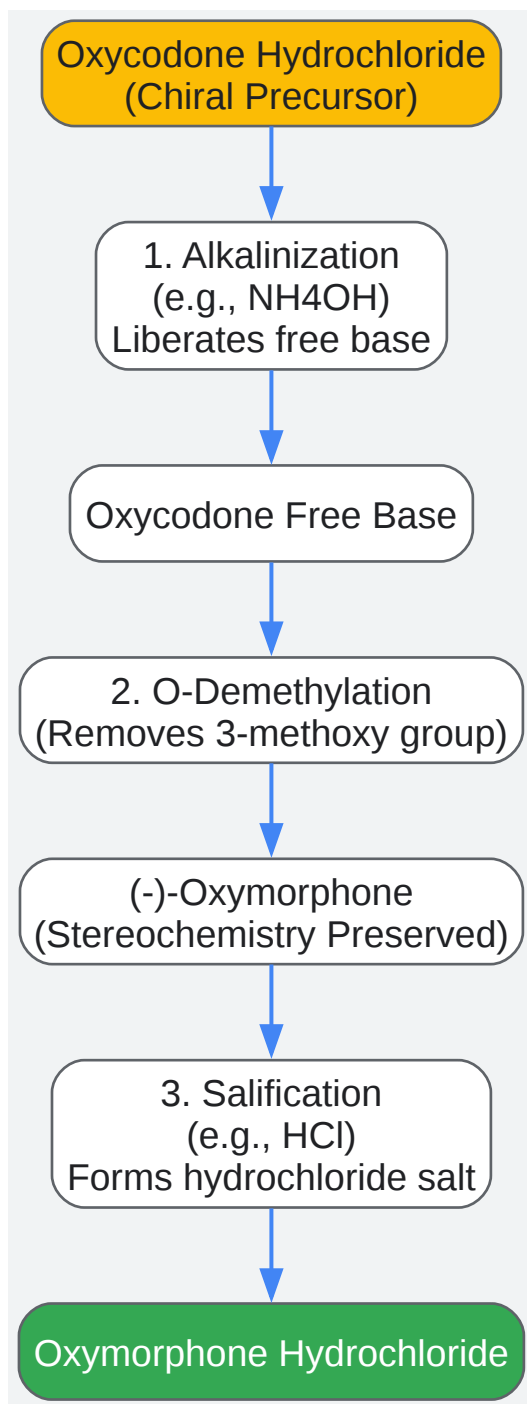 Oxycodone Hydrochloride
(Chiral Precursor)
1. Alkalinization
(e.g., NH4OH)
Liberates free base
Oxycodone Free Base
2. O-Demethylation
(Removes 3-methoxy group)
(-)-Oxymorphone
(Stereochemistry Preserved)
3. Salification
(e.g., HCl)
Forms hydrochloride salt
Oxymorphone Hydrochloride